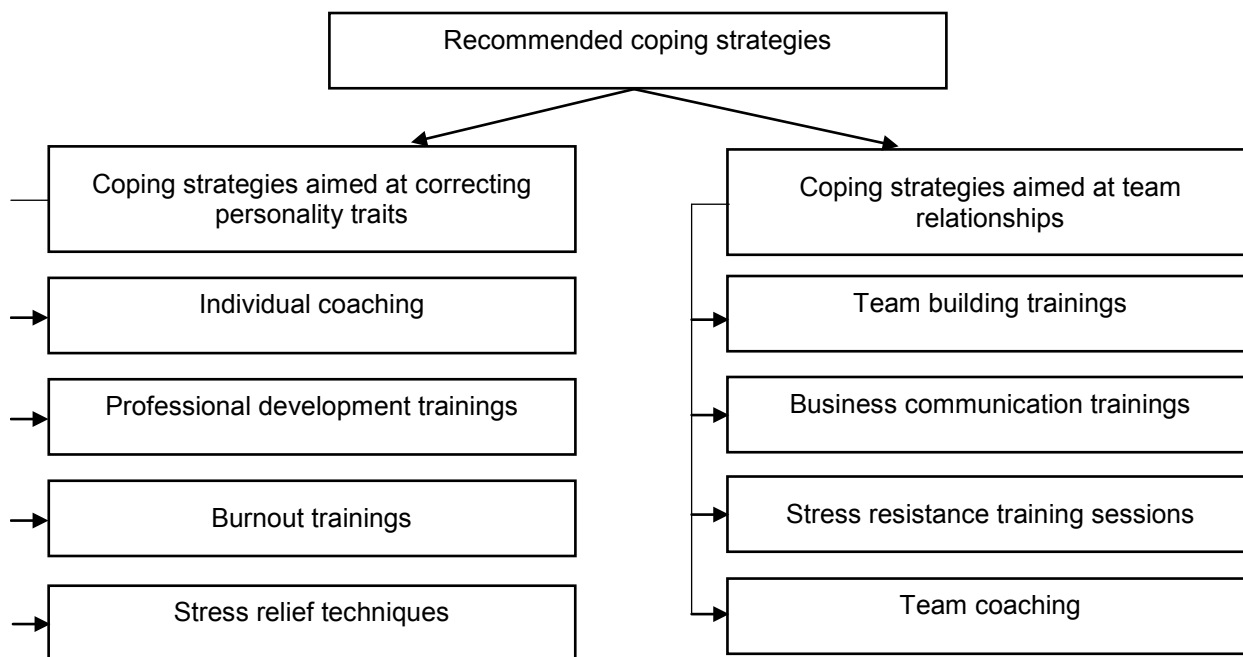 Recommended coping strategies
Coping strategies aimed at correcting
personality traits
Individual coaching
Professional development trainings
Burnout trainings
Stress relief techniques
Coping strategies aimed at team
relationships
Team building trainings
Business communication trainings
Stress resistance training sessions
Team coaching